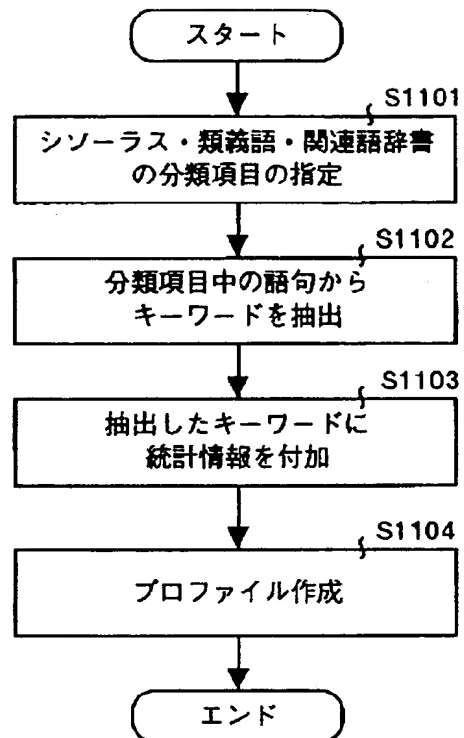 スタート
S1101
シソーラス・類義語・関連語辞書
の分類項目の指定
S1102
分類項目中の語句から
キーワードを抽出
S1103
抽出したキーワードに
統計情報を付加
S1104
プロファイル作成
エンド